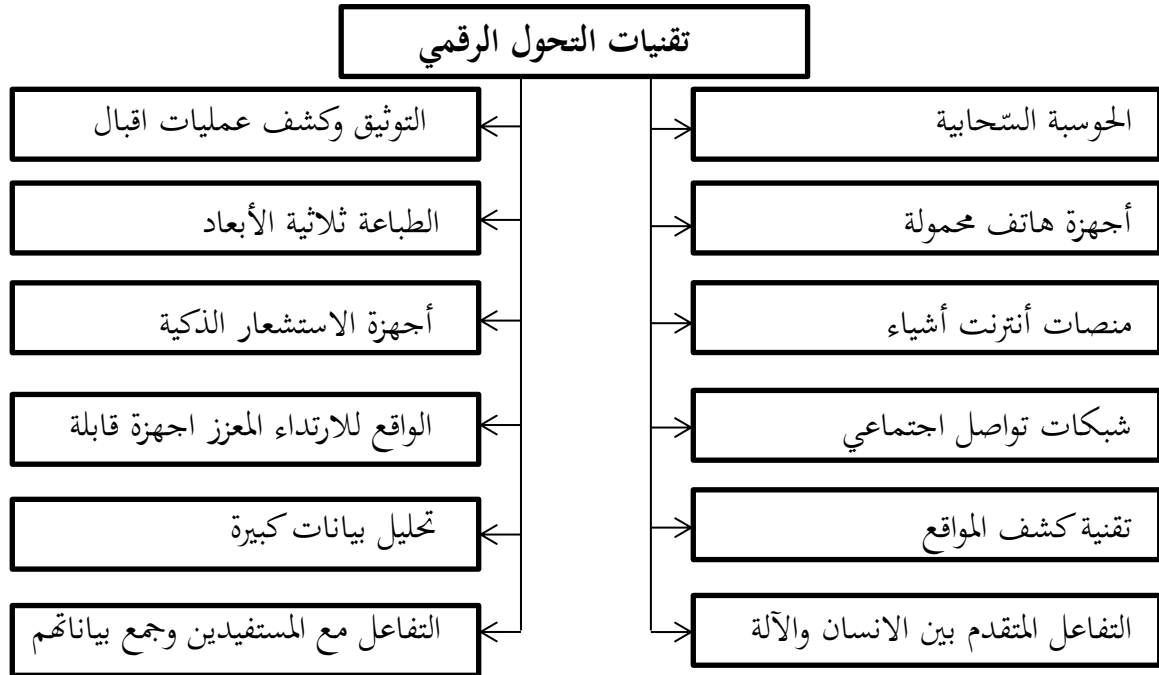 تقنيات التحول الرقمي
الحوسبة السّحابية
التوثيق وكشف عمليات اقبال
أجهزة هاتف محمولة
الطباعة ثلاثية الأبعاد
منصات أنترنت أشياء
أجهزة الاستشعار الذكية
شبكات تواصل اجتماعي
الواقع للارتداء المعزز اجهزة قابلة
تقنية كشف المواقع
تحليل بيانات كبيرة
التفاعل المتقدم بين الانسان والآلة
التفاعل مع المستفيدين وجمع بياناتهم